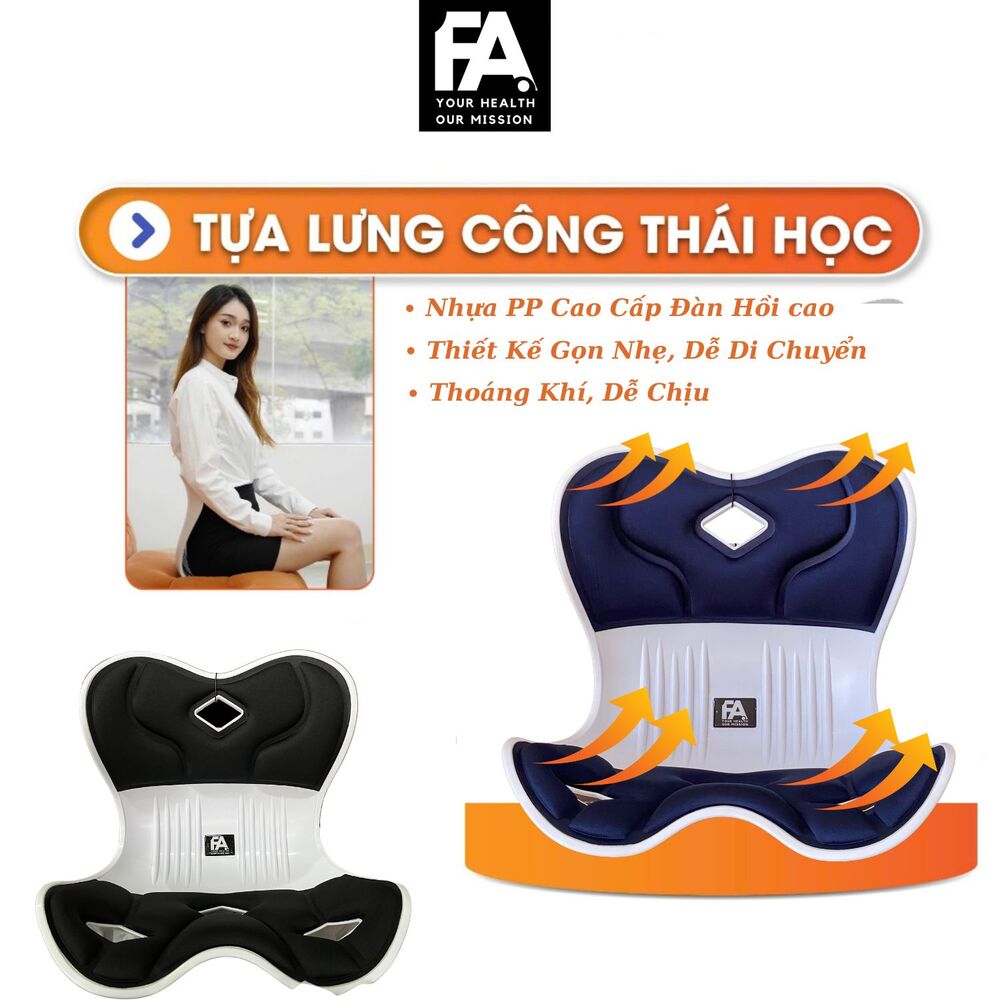 FA.
YOUR HEALTH
OUR MISSION
TỰA LƯNG CÔNG THÁI HỌC
• Nhựa PP Cao Cấp Đàn Hồi cao
• Thiết Kế Gọn Nhẹ, Dễ Di Chuyển
• Thoáng Khí, Dễ Chịu
FA.
YOUR HEALTH
OUR MISSION
FA